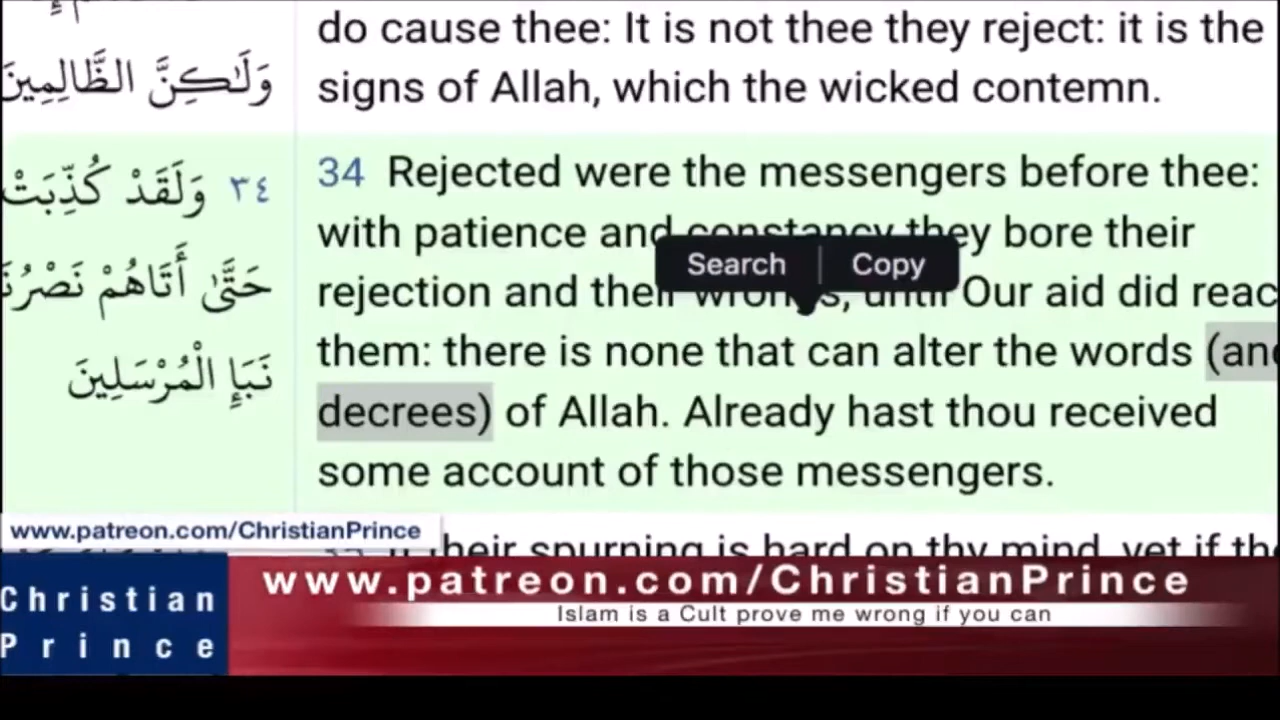 do cause thee: It is not thee they reject: it is the
signs of Allah, which the wicked contemn.
وَلَٰكِنَّ الظَّالِمِينَ
34 Rejected were the messengers before thee:
with patience and constancy they bore their
rejection and their wrongs, until Our aid did reac
them: there is none that can alter the words (and
decrees) of Allah. Already hast thou received
some account of those messengers.
٣٤ وَلَقَدْ كُذِّبَتْ
حَتَّىٰ أَتَاهُمْ نَصْرُنَا
نَبَإِ الْمُرْسَلِينَ
Search
Copy
www.patreon.com/ChristianPrince
their spurning is hard on thy mind, yet if the
Christian
Prince
www.patreon.com/ChristianPrince
Islam is a Cult prove me wrong if you can